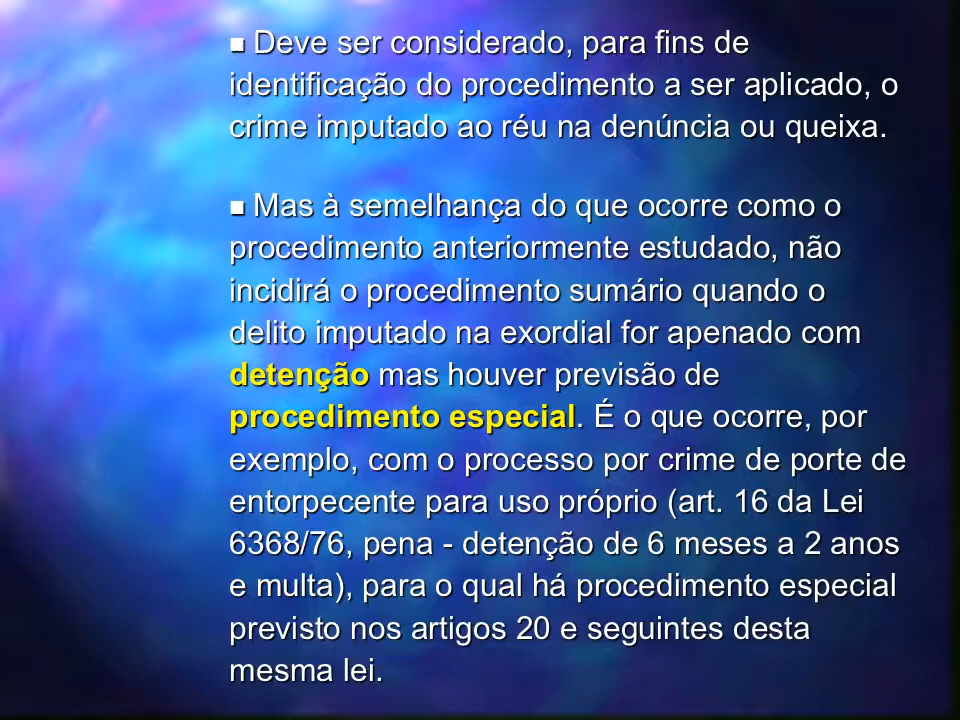 ■ Deve ser considerado, para fins de
identificação do procedimento a ser aplicado, o
crime imputado ao réu na denúncia ou queixa.
■ Mas à semelhança do que ocorre como o
procedimento anteriormente estudado, não
incidirá o procedimento sumário quando o
delito imputado na exordial for apenado com
detenção mas houver previsão de
procedimento especial. É o que ocorre, por
exemplo, com o processo por crime de porte de
entorpecente para uso próprio (art. 16 da Lei
6368/76, pena - detenção de 6 meses a 2 anos
e multa), para o qual há procedimento especial
previsto nos artigos 20 e seguintes desta
mesma lei.